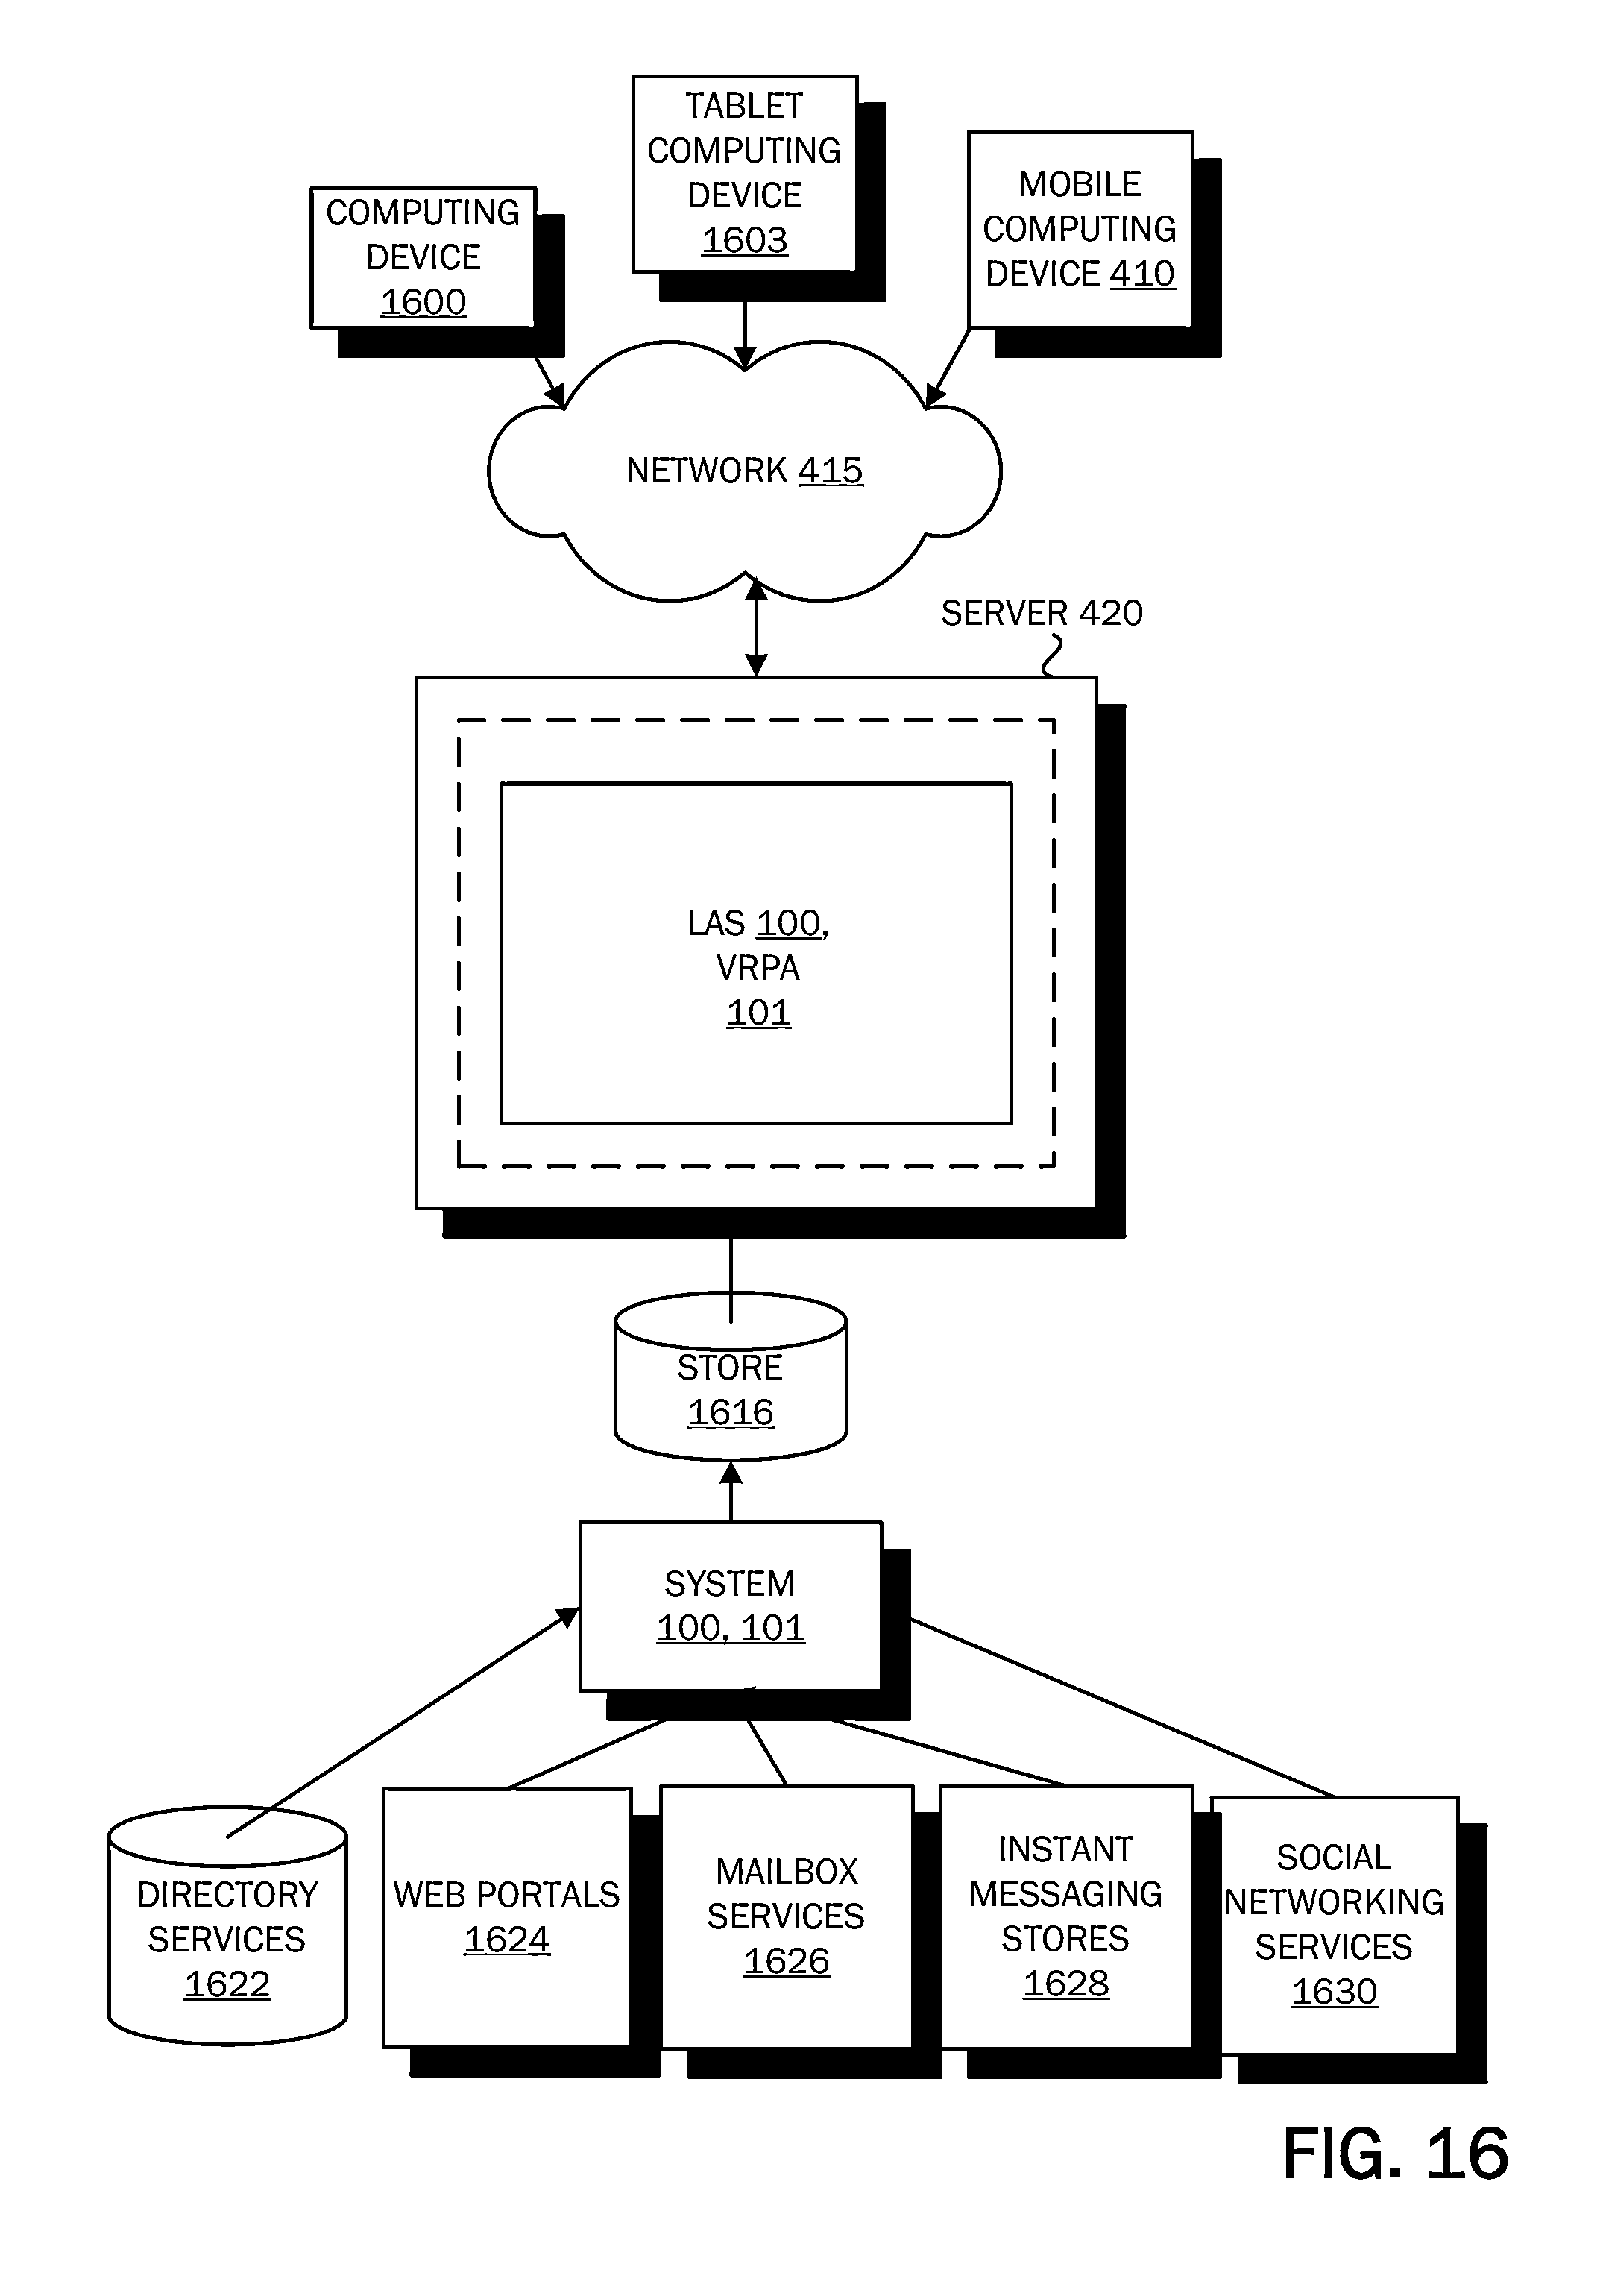 TABLET
COMPUTING
DEVICE
1603
MOBILE
COMPUTING
DEVICE 410
COMPUTING
DEVICE
1600
NETWORK 415
SERVER 420
LAS 100,
VRPA
101
STORE
1616
SYSTEM
100, 101
DIRECTORY
SERVICES
1622
WEB PORTALS
1624
MAILBOX
SERVICES
1626
INSTANT
MESSAGING
STORES
1628
SOCIAL
NETWORKING
SERVICES
1630
FIG. 16